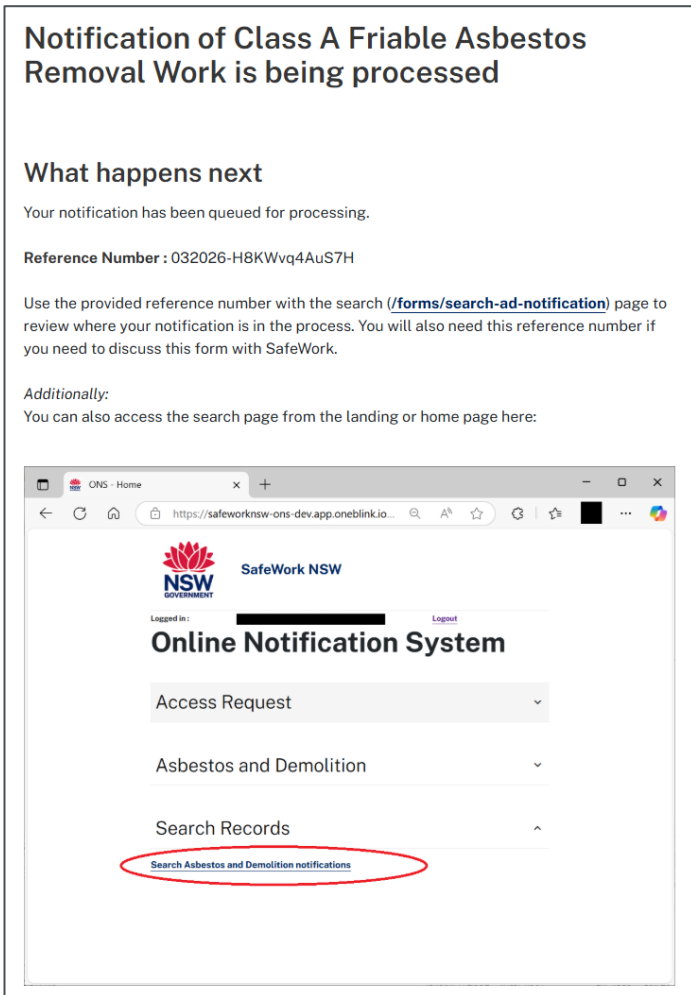 Notification of Class A Friable Asbestos
Removal Work is being processed
What happens next
Your notification has been queued for processing.
Reference Number : 032026-H8KWvq4AuS7H
Use the provided reference number with the search (/forms/search-ad-notification) page to
review where your notification is in the process. You will also need this reference number if
you need to discuss this form with SafeWork.
Additionally:
You can also access the search page from the landing or home page here:
ONS - Home
https://safeworknsw-ons-dev.app.oneblink.io...
NSW
GOVERNMENT
SafeWork NSW
Logged in :
Logout
Online Notification System
Access Request
Asbestos and Demolition
Search Records
Search Asbestos and Demolition notifications